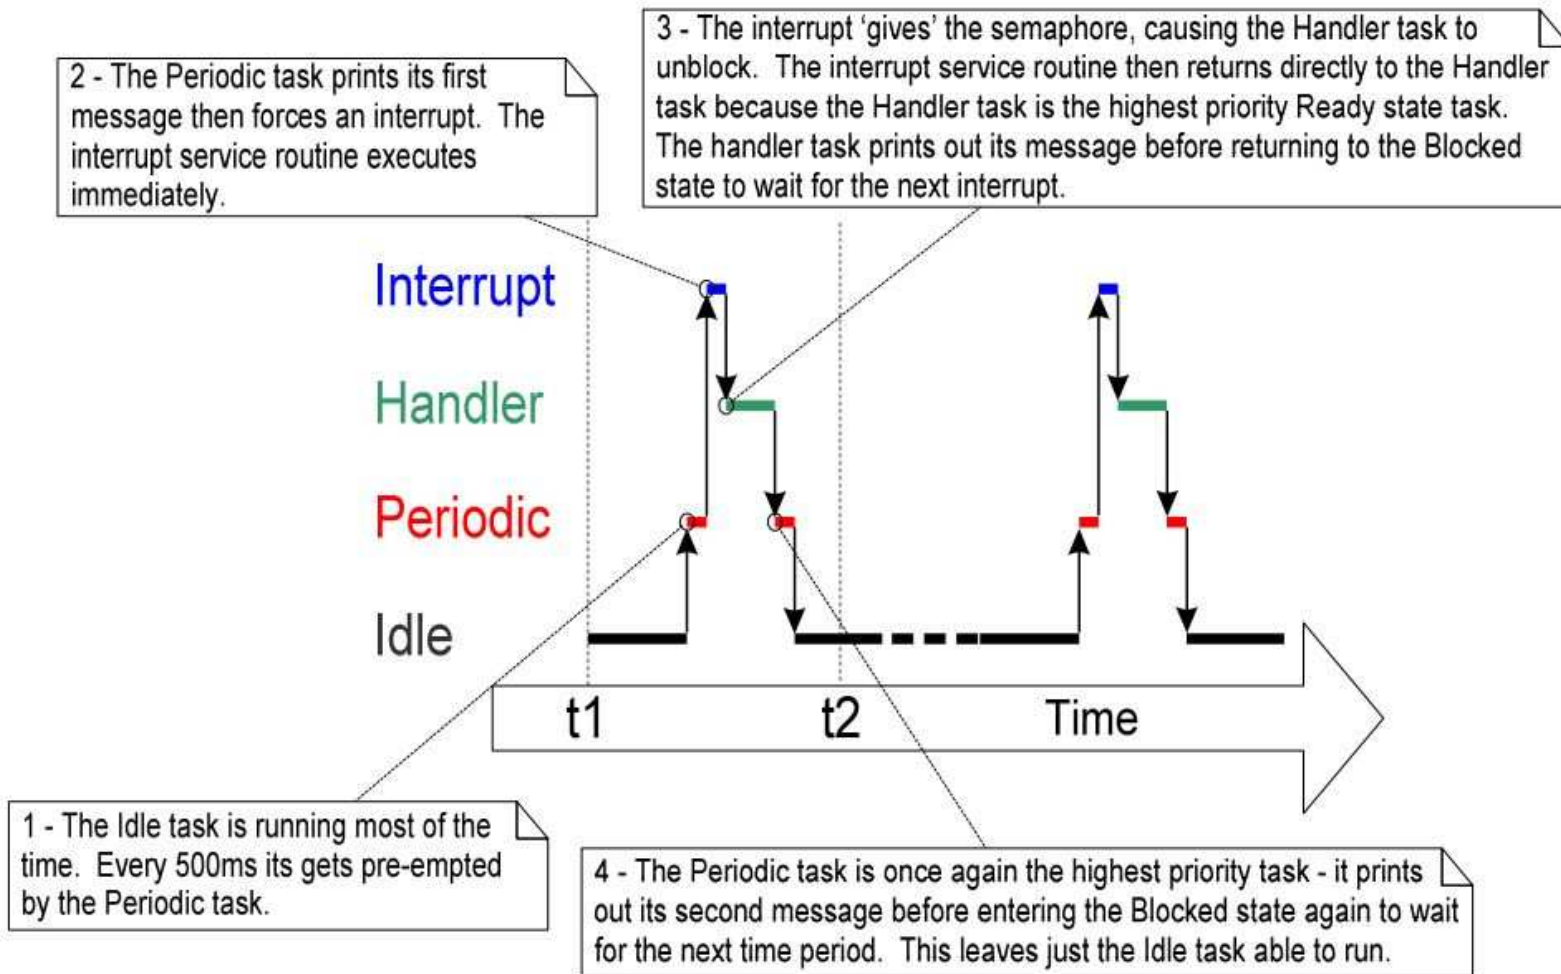 2 - The Periodic task prints its first
message then forces an interrupt.  The
interrupt service routine executes
immediately.
3 - The interrupt ‘gives’ the semaphore, causing the Handler task to
unblock.  The interrupt service routine then returns directly to the Handler
task because the Handler task is the highest priority Ready state task.
The handler task prints out its message before returning to the Blocked
state to wait for the next interrupt.
Interrupt
Handler
Periodic
Idle
t1
t2
Time
1 - The Idle task is running most of the
time.  Every 500ms its gets pre-empted
by the Periodic task.
4 - The Periodic task is once again the highest priority task - it prints
out its second message before entering the Blocked state again to wait
for the next time period.  This leaves just the Idle task able to run.